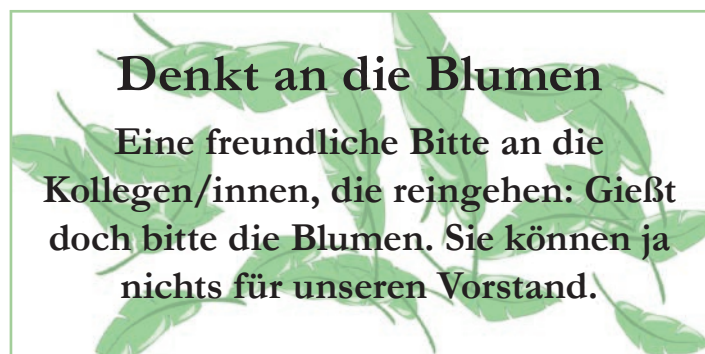 Denkt an die Blumen
Eine freundliche Bitte an die
Kollegen/innen, die reingehen: Gießt
doch bitte die Blumen. Sie können ja
nichts für unseren Vorstand.